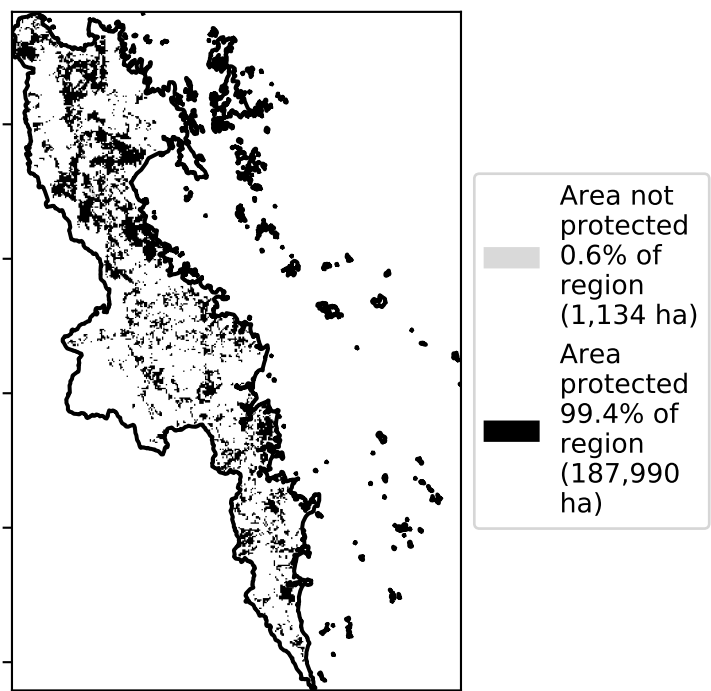 Area not
protected
0.6% of
region
(1,134 ha)
Area
protected
99.4% of
region
(187,990
ha)